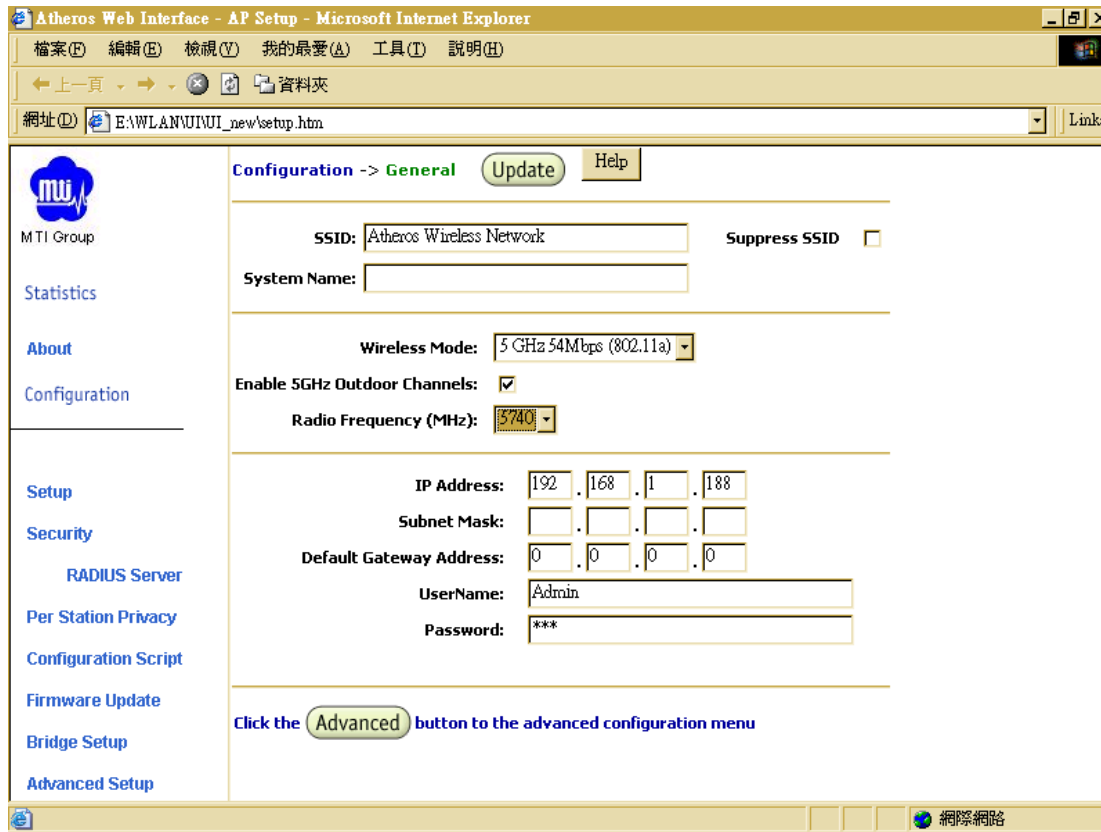 Atheros Web Interface - AP Setup - Microsoft Internet Explorer
檔案(F) 編輯(E) 檢視(V) 我的最愛(A) 工具(T) 說明(H)
上一頁 資料夾
網址(D) E:\WLAN\UI\UI_new\setup.htm Links
mti
MTI Group
Statistics
About
Configuration
Setup
Security
RADIUS Server
Per Station Privacy
Configuration Script
Firmware Update
Bridge Setup
Advanced Setup
Configuration -> General Update Help
SSID: Atheros Wireless Network Suppress SSID
System Name:
Wireless Mode: 5 GHz 54Mbps (802.11a)
Enable 5GHz Outdoor Channels:
Radio Frequency (MHz): 5740
IP Address: 192 . 168 . 1 . 188
Subnet Mask: . . .
Default Gateway Address: 0 . 0 . 0 . 0
UserName: Admin
Password: ***
Click the Advanced button to the advanced configuration menu
網際網路